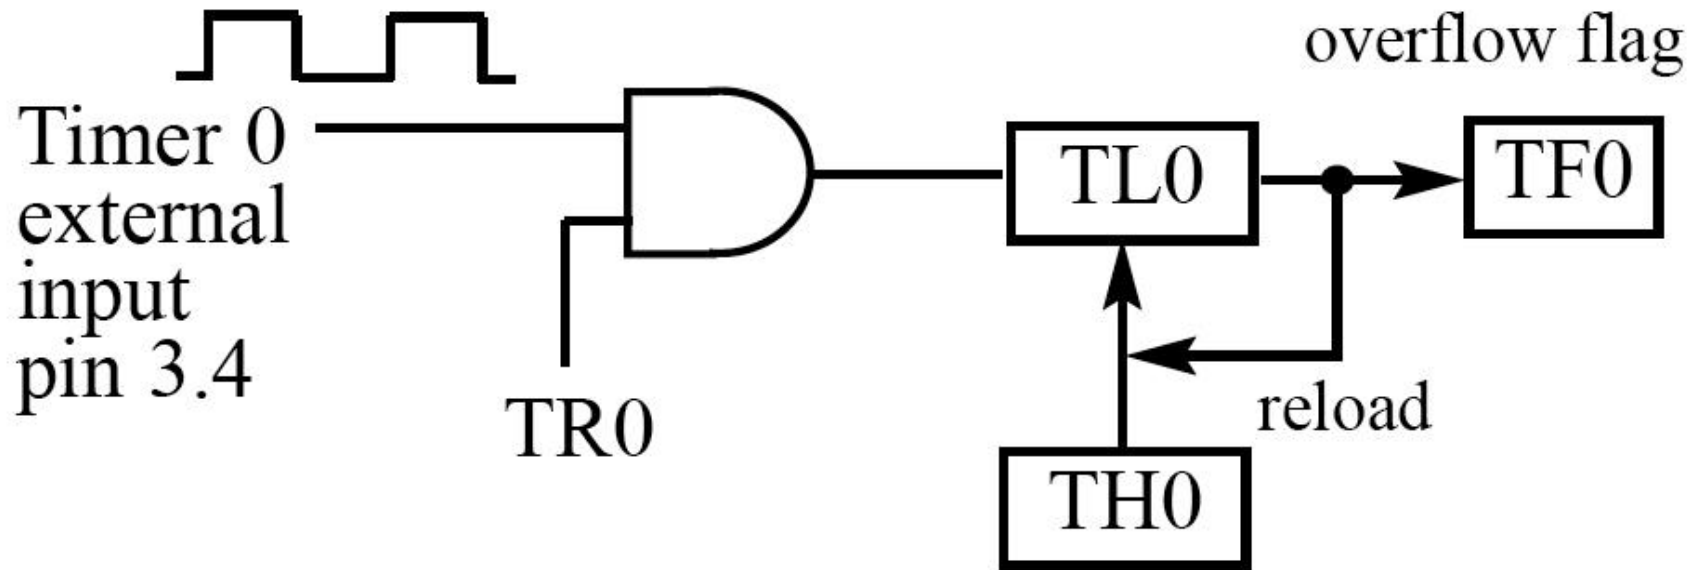 overflow flag
Timer 0
external
input
pin 3.4
TR0
TL0
TF0
reload
TH0